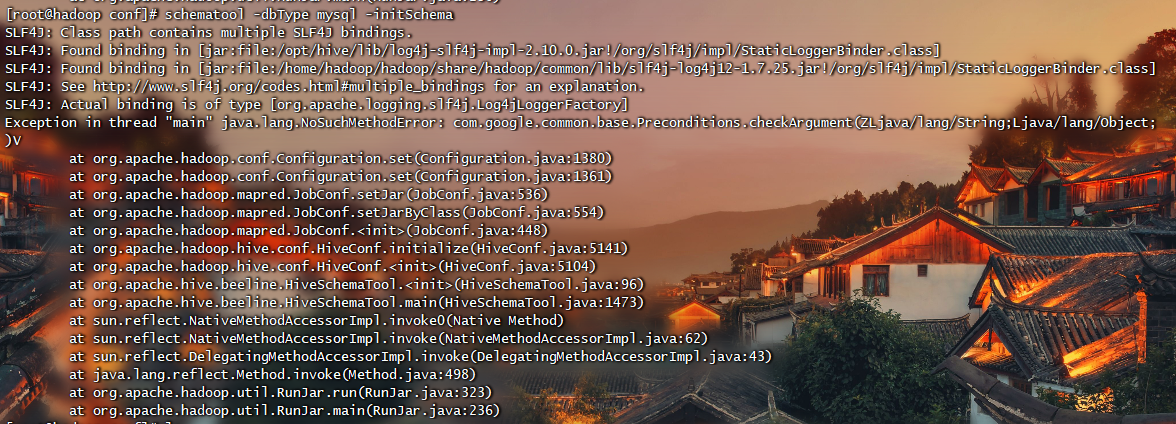 [root@hadoop conf]# schematool -dbType mysql -initSchema
SLF4J: Class path contains multiple SLF4J bindings.
SLF4J: Found binding in [jar:file:/opt/hive/lib/log4j-slf4j-impl-2.10.0.jar!/org/slf4j/impl/StaticLoggerBinder.class]
SLF4J: Found binding in [jar:file:/home/hadoop/hadoop/share/hadoop/common/lib/slf4j-log4j12-1.7.25.jar!/org/slf4j/impl/StaticLoggerBinder.class]
SLF4J: See http://www.slf4j.org/codes.html#multiple_bindings for an explanation.
SLF4J: Actual binding is of type [org.apache.logging.slf4j.Log4jLoggerFactory]
Exception in thread "main" java.lang.NoSuchMethodError: com.google.common.base.Preconditions.checkArgument(ZLjava/lang/String;Ljava/lang/Object;
)V
at org.apache.hadoop.conf.Configuration.set(Configuration.java:1380)
at org.apache.hadoop.conf.Configuration.set(Configuration.java:1361)
at org.apache.hadoop.mapred.JobConf.setJar(JobConf.java:536)
at org.apache.hadoop.mapred.JobConf.setJarByClass(JobConf.java:554)
at org.apache.hadoop.mapred.JobConf.<init>(JobConf.java:448)
at org.apache.hadoop.hive.conf.HiveConf.initialize(HiveConf.java:5141)
at org.apache.hadoop.hive.conf.HiveConf.<init>(HiveConf.java:5104)
at org.apache.hive.beeline.HiveSchemaTool.<init>(HiveSchemaTool.java:96)
at org.apache.hive.beeline.HiveSchemaTool.main(HiveSchemaTool.java:1473)
at sun.reflect.NativeMethodAccessorImpl.invoke0(Native Method)
at sun.reflect.NativeMethodAccessorImpl.invoke(NativeMethodAccessorImpl.java:62)
at sun.reflect.DelegatingMethodAccessorImpl.invoke(DelegatingMethodAccessorImpl.java:43)
at java.lang.reflect.Method.invoke(Method.java:498)
at org.apache.hadoop.util.RunJar.run(RunJar.java:323)
at org.apache.hadoop.util.RunJar.main(RunJar.java:236)